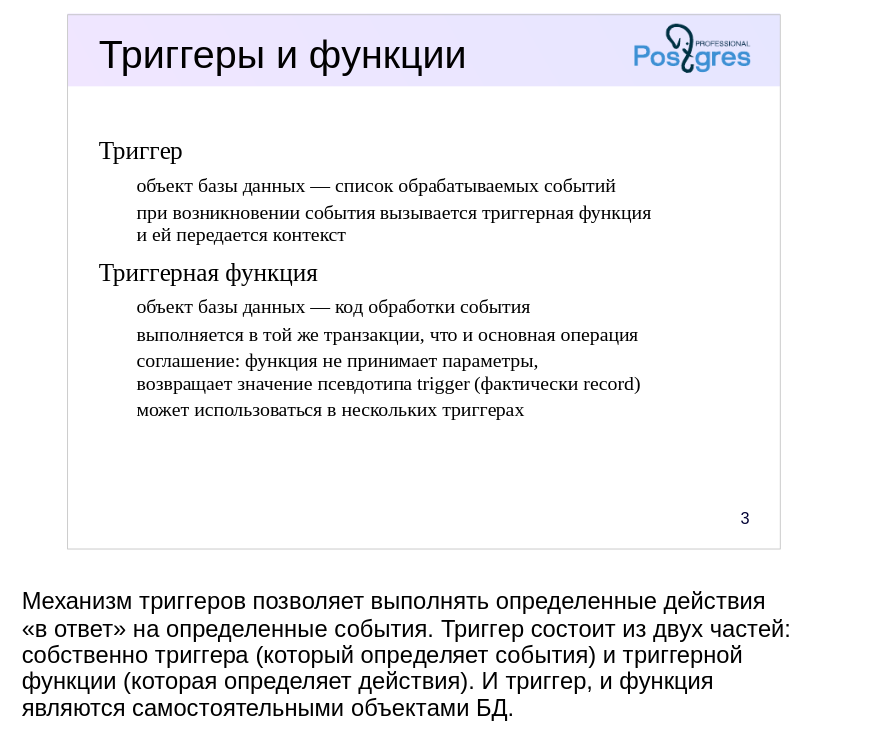 Триггеры и функции
PROFESSIONAL
Postgres
Триггер
объект базы данных — список обрабатываемых событий
при возникновении события вызывается триггерная функция
и ей передается контекст
Триггерная функция
объект базы данных — код обработки события
выполняется в той же транзакции, что и основная операция
соглашение: функция не принимает параметры,
возвращает значение псевдотипа trigger (фактически record)
может использоваться в нескольких триггерах
3
Механизм триггеров позволяет выполнять определенные действия
«в ответ» на определенные события. Триггер состоит из двух частей:
собственно триггера (который определяет события) и триггерной
функции (которая определяет действия). И триггер, и функция
являются самостоятельными объектами БД.